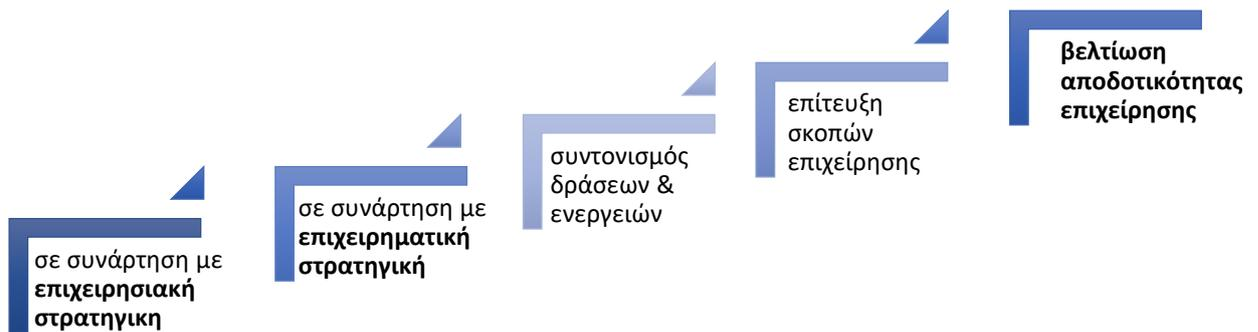 σε συνάρτηση με
επιχειρησιακή
στρατηγικη
σε συνάρτηση με
επιχειρηματική
στρατηγική
συντονισμός
δράσεων &
ενεργειών
επίτευξη
σκοπών
επιχείρησης
βελτίωση
αποδοτικότητας
επιχείρησης